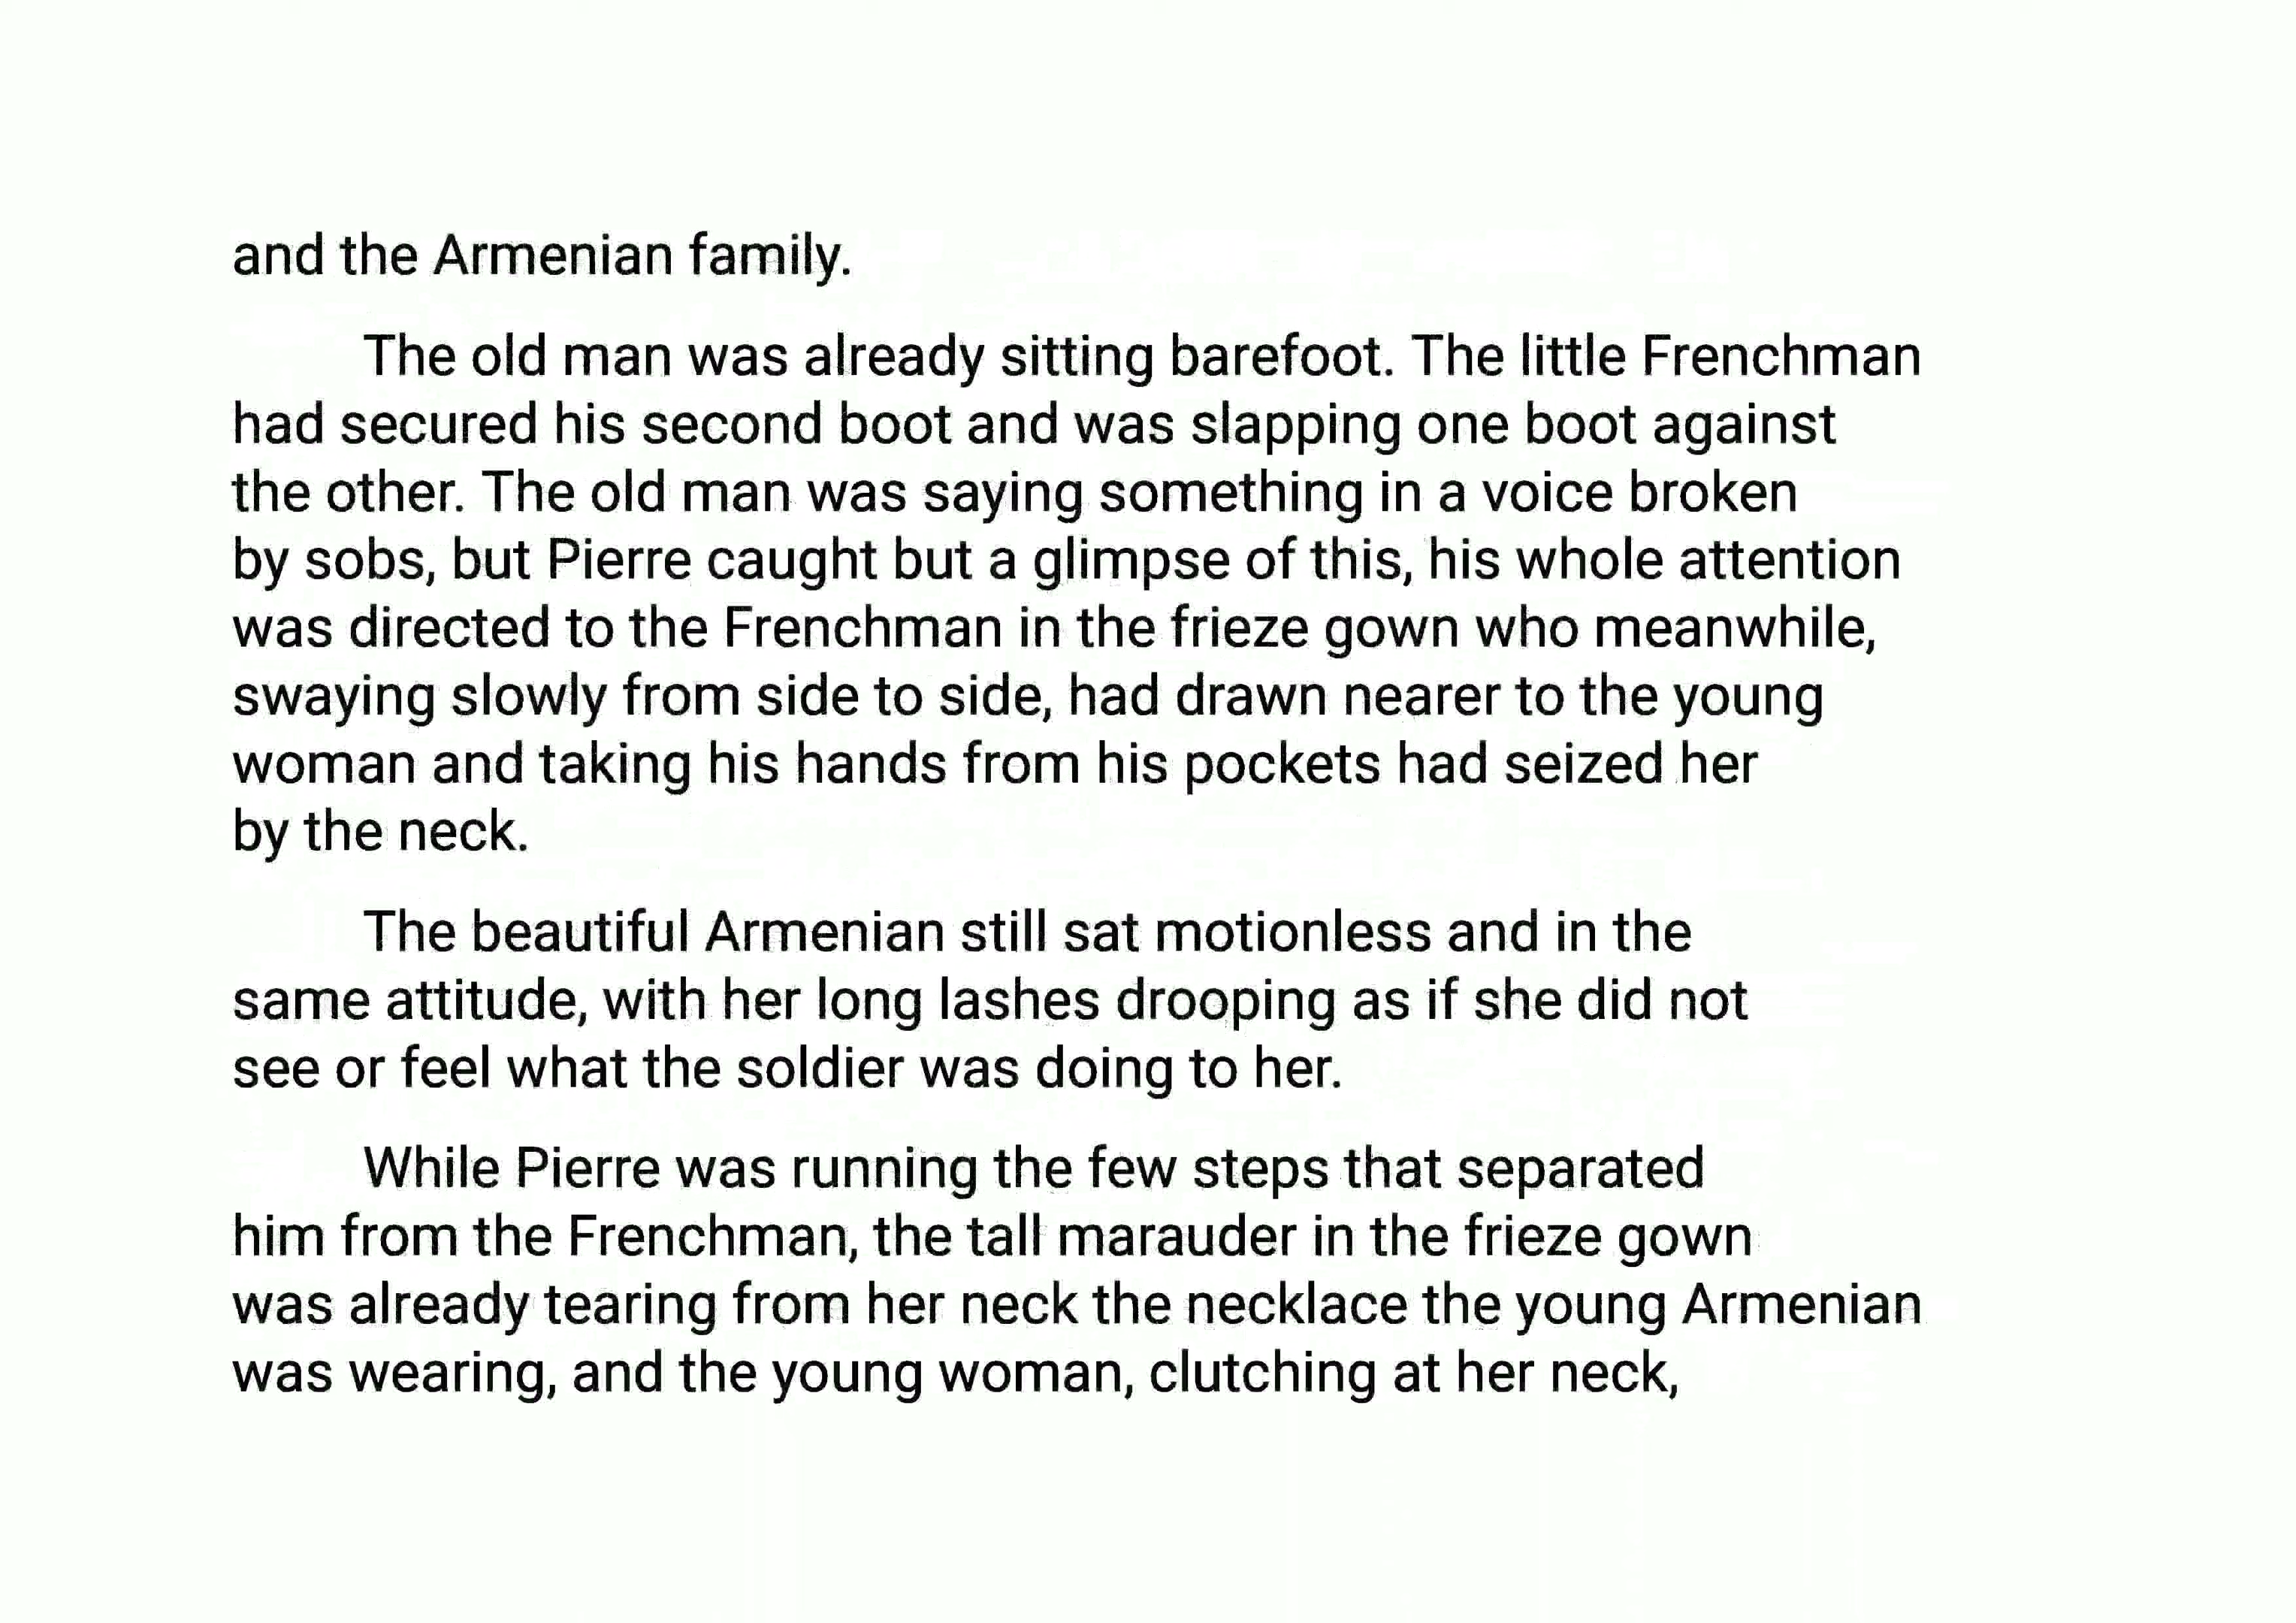 and the Armenian family.
The old man was already sitting barefoot. The little Frenchman
had secured his second boot and was slapping one boot against
the other. The old man was saying something in a voice broken
by sobs, but Pierre caught but a glimpse of this, his whole attention
was directed to the Frenchman in the frieze gown who meanwhile,
swaying slowly from side to side, had drawn nearer to the young
woman and taking his hands from his pockets had seized her
by the neck.
The beautiful Armenian still sat motionless and in the
same attitude, with her long lashes drooping as if she did not
see or feel what the soldier was doing to her.
While Pierre was running the few steps that separated
him from the Frenchman, the tall marauder in the frieze gown
was already tearing from her neck the necklace the young Armenian
was wearing, and the young woman, clutching at her neck,